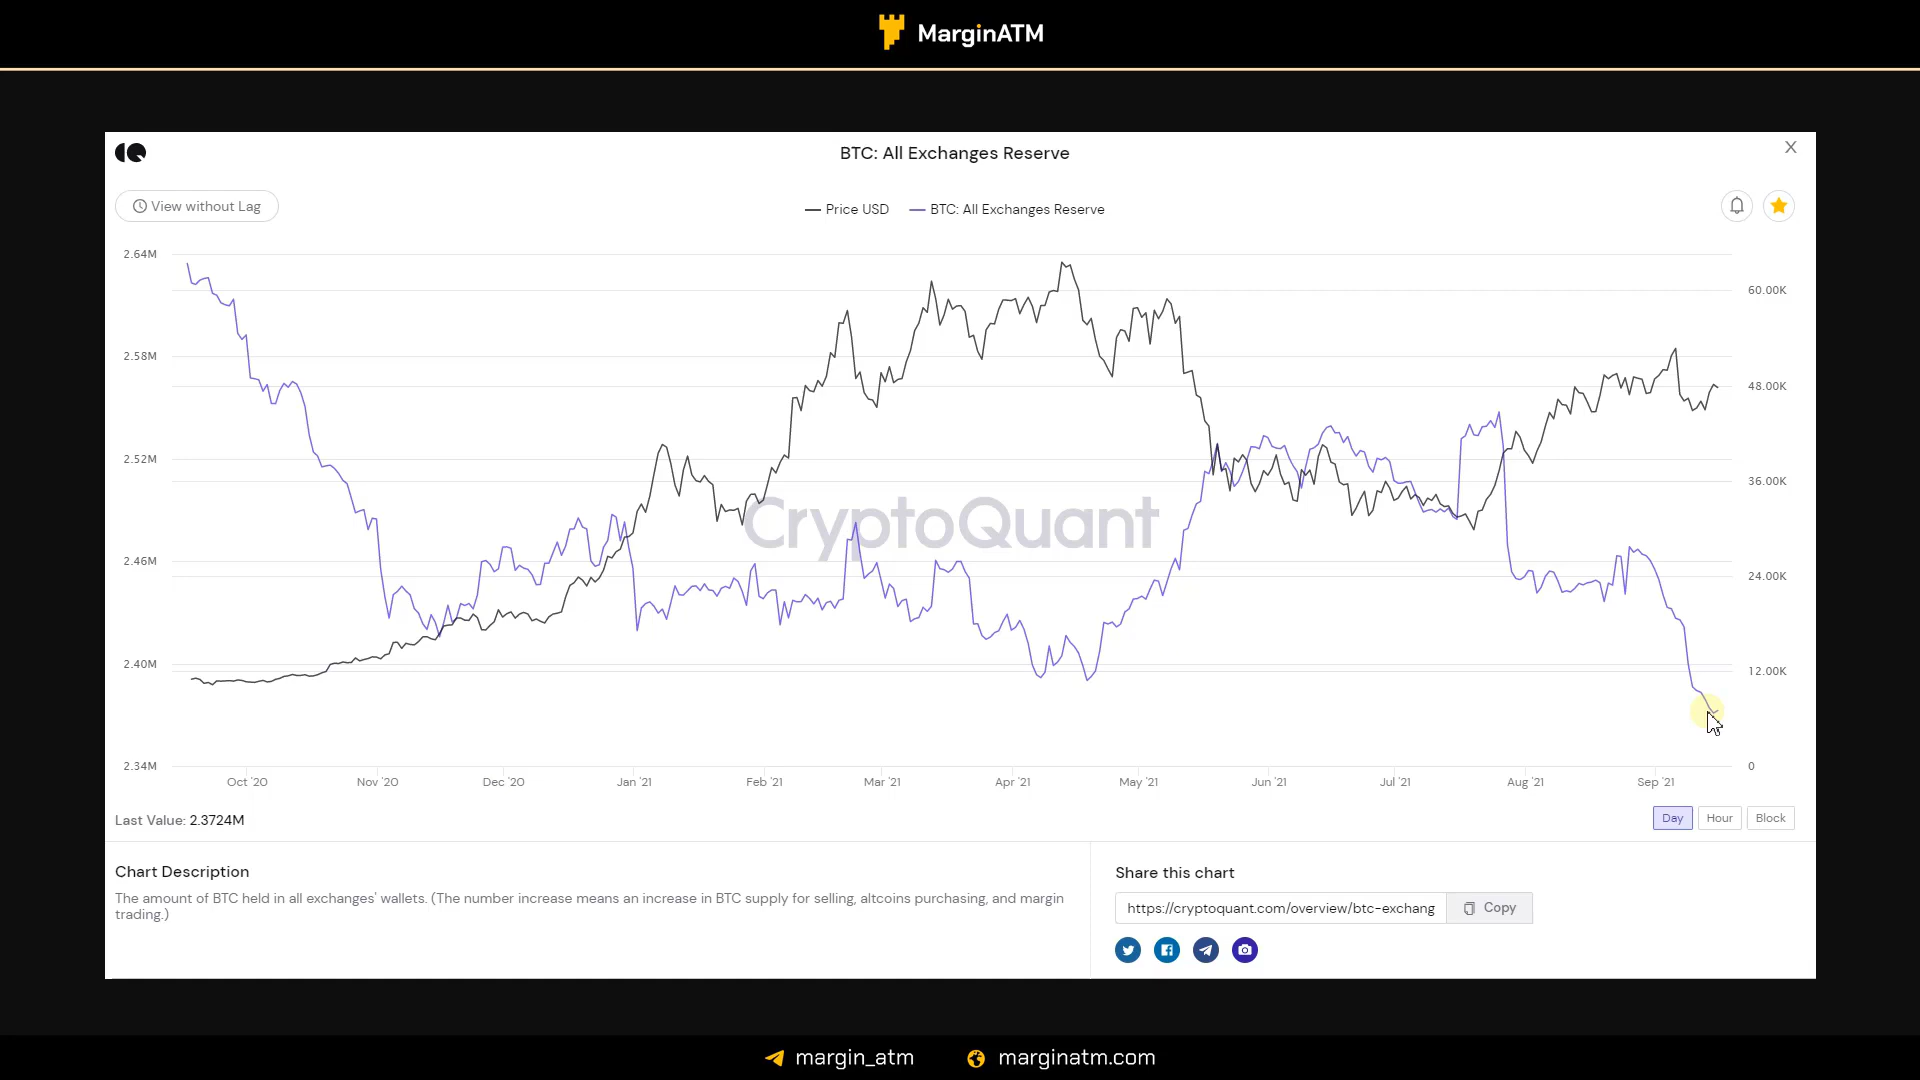 MarginATM
BTC: All Exchanges Reserve
X
View without Lag
Price USD
BTC: All Exchanges Reserve
2.64M
60.00K
2.58M
48.00K
2.52M
36.00K
CryptoQuant
2.46M
24.00K
2.40M
12.00K
2.34M
0
Oct '20
Nov '20
Dec '20
Jan '21
Feb '21
Mar '21
Apr '21
May '21
Jun '21
Jul '21
Aug '21
Sep '21
Last Value: 2.3724M
Day
Hour
Block
Chart Description
The amount of BTC held in all exchanges' wallets. (The number increase means an increase in BTC supply for selling, altcoins purchasing, and margin
trading.)
Share this chart
https://cryptoquant.com/overview/btc-exchang
Copy
margin_atm
marginatm.com